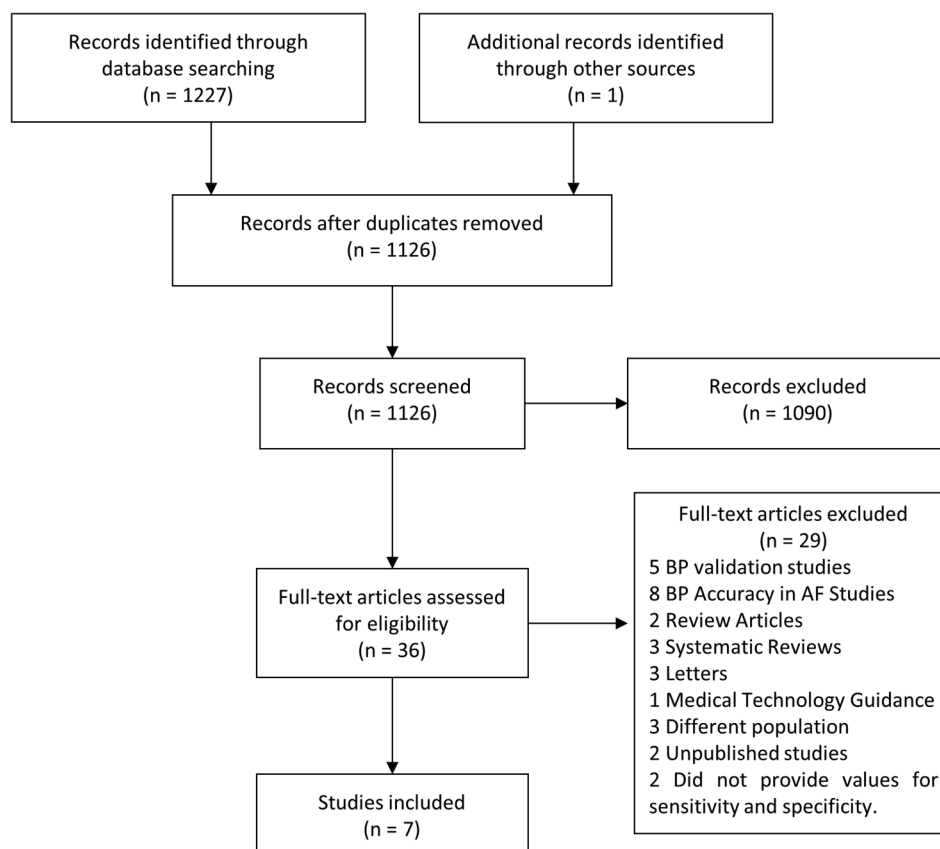 Records identified through
database searching
(n = 1227)
Additional records identified
through other sources
(n = 1)
Records after duplicates removed
(n = 1126)
Records screened
(n = 1126)
Records excluded
(n = 1090)
Full-text articles assessed
for eligibility
(n = 36)
Full-text articles excluded
(n = 29)
5 BP validation studies
8 BP Accuracy in AF Studies
2 Review Articles
3 Systematic Reviews
3 Letters
1 Medical Technology Guidance
3 Different population
2 Unpublished studies
2 Did not provide values for
sensitivity and specificity.
Studies included
(n = 7)